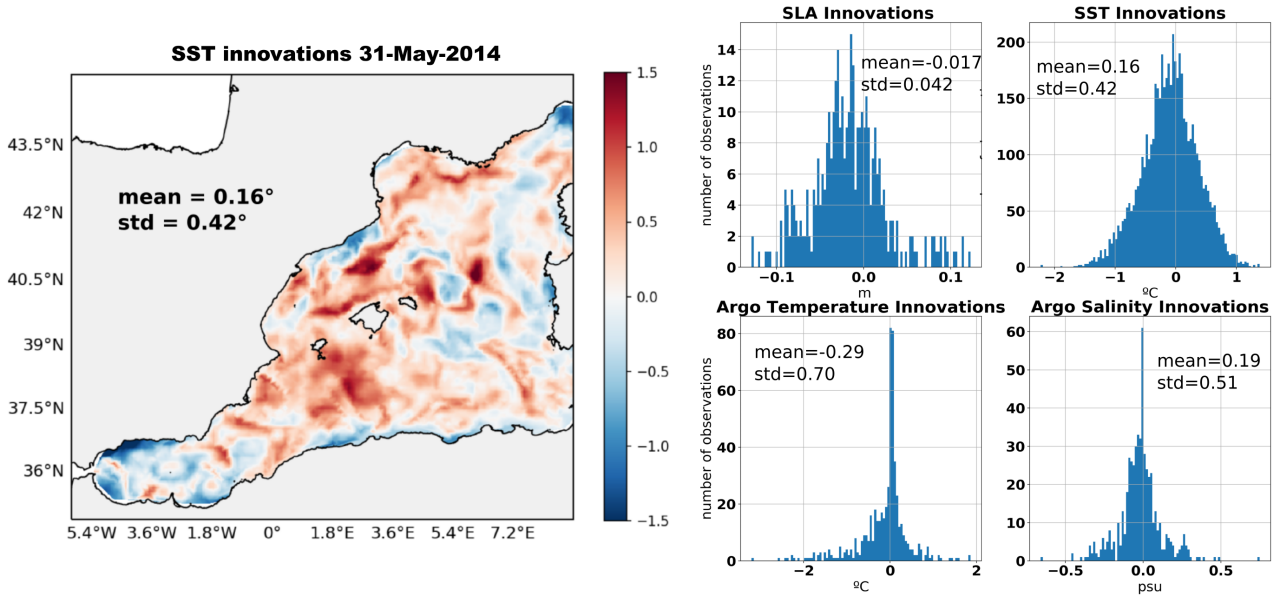 SST innovations 31-May-2014
mean = 0.16°
std = 0.42°
43.5°N
42°N
40.5°N
39°N
37.5°N
36°N
5.4°W 3.6°W 1.8°W 0° 1.8°E 3.6°E 5.4°E 7.2°E
1.5
1.0
0.5
0.0
−0.5
−1.0
−1.5
SLA Innovations
mean=-0.017
std=0.042
number of observations
14
12
10
8
6
4
2
0
−0.1 0.0 0.1
m
SST Innovations
mean=0.16
std=0.42
200
150
100
50
0
−2 −1 0 1
ºC
Argo Temperature Innovations
mean=-0.29
std=0.70
number of observations
80
60
40
20
0
−2 0 2
ºC
Argo Salinity Innovations
mean=0.19
std=0.51
60
50
40
30
20
10
0
−0.5 0.0 0.5
psu